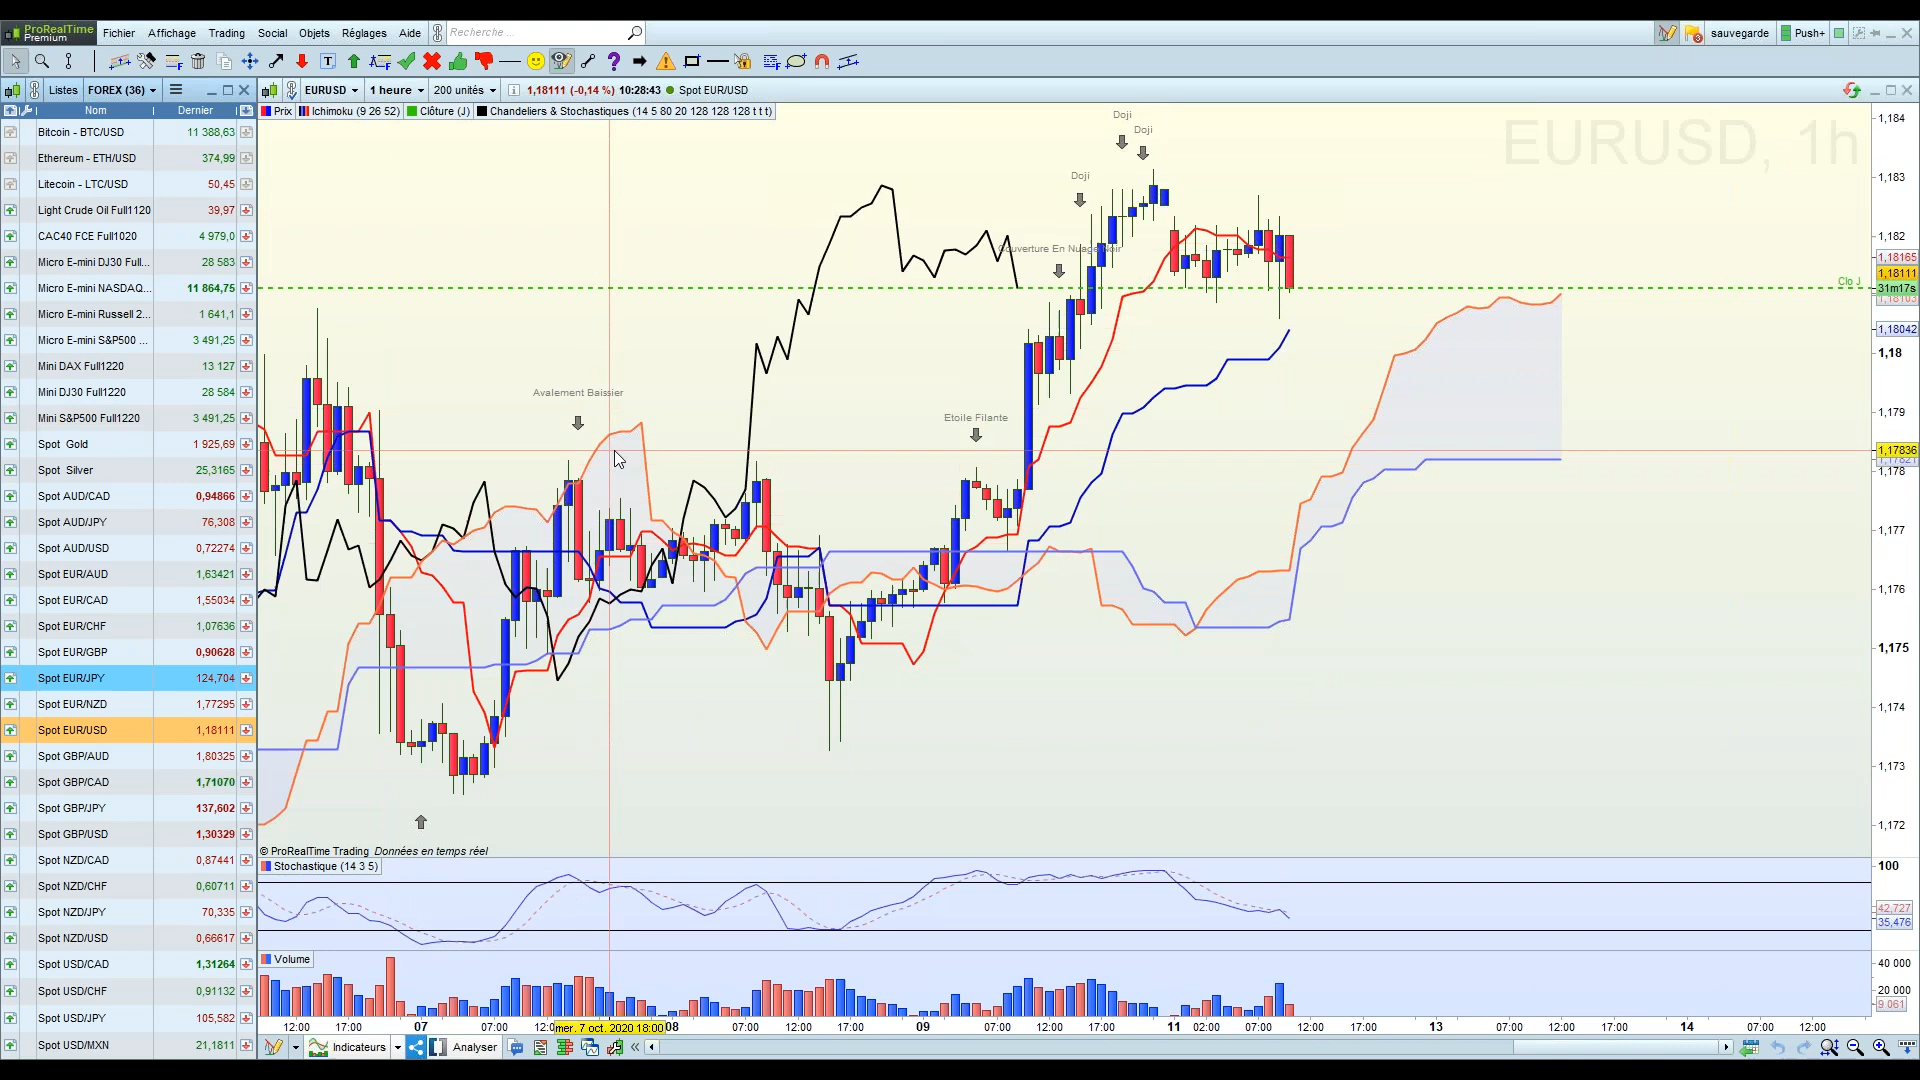 ProRealTime
Premium
Fichier Affichage Trading Social Objets Réglages Aide Recherche ... sauvegarde Push+
Listes FOREX (36) EURUSD 1 heure 200 unités 1,18111 (-0,14 %) 10:28:43 Spot EUR/USD
Nom Dernier
Prix Ichimoku (9 26 52) Clôture (J) Chandeliers & Stochastiques (14 5 80 20 128 128 128 t t t)
EURUSD, 1h
Bitcoin - BTC/USD 11 388,63
Ethereum - ETH/USD 374,99
Litecoin - LTC/USD 50,45
Light Crude Oil Full1120 39,97
CAC40 FCE Full1020 4 979,0
Micro E-mini DJ30 Full... 28 583
Micro E-mini NASDAQ... 11 864,75
Micro E-mini Russell 2... 1 641,1
Micro E-mini S&P500 ... 3 491,25
Mini DAX Full1220 13 127
Mini DJ30 Full1220 28 584
Mini S&P500 Full1220 3 491,25
Spot Gold 1 925,69
Spot Silver 25,3165
Spot AUD/CAD 0,94866
Spot AUD/JPY 76,308
Spot AUD/USD 0,72274
Spot EUR/AUD 1,63421
Spot EUR/CAD 1,55034
Spot EUR/CHF 1,07636
Spot EUR/GBP 0,90628
Spot EUR/JPY 124,704
Spot EUR/NZD 1,77295
Spot EUR/USD 1,18111
Spot GBP/AUD 1,80325
Spot GBP/CAD 1,71070
Spot GBP/JPY 137,602
Spot GBP/USD 1,30329
Spot NZD/CAD 0,87441
Spot NZD/CHF 0,60711
Spot NZD/JPY 70,335
Spot NZD/USD 0,66617
Spot USD/CAD 1,31264
Spot USD/CHF 0,91132
Spot USD/JPY 105,582
Spot USD/MXN 21,1811
Doji
Doji
Doji
Couverture En Nuage Noir
Avalement Baissier
Etoile Filante
Clo J
1,184
1,183
1,182
1,18165
1,18111
31m17s
1,18103
1,18042
1,18
1,179
1,17836
1,178
1,177
1,176
1,175
1,174
1,173
1,172
© ProRealTime Trading Données en temps réel
Stochastique (14 3 5)
100
42,727
35,476
Volume
40 000
20 000
9 061
12:00 17:00 07 07:00 12:0 mer. 7 oct. 2020 18:00 08 07:00 12:00 17:00 09 07:00 12:00 17:00 11 02:00 07:00 12:00 17:00 13 07:00 12:00 17:00 14 07:00 12:00
Indicateurs Analyser